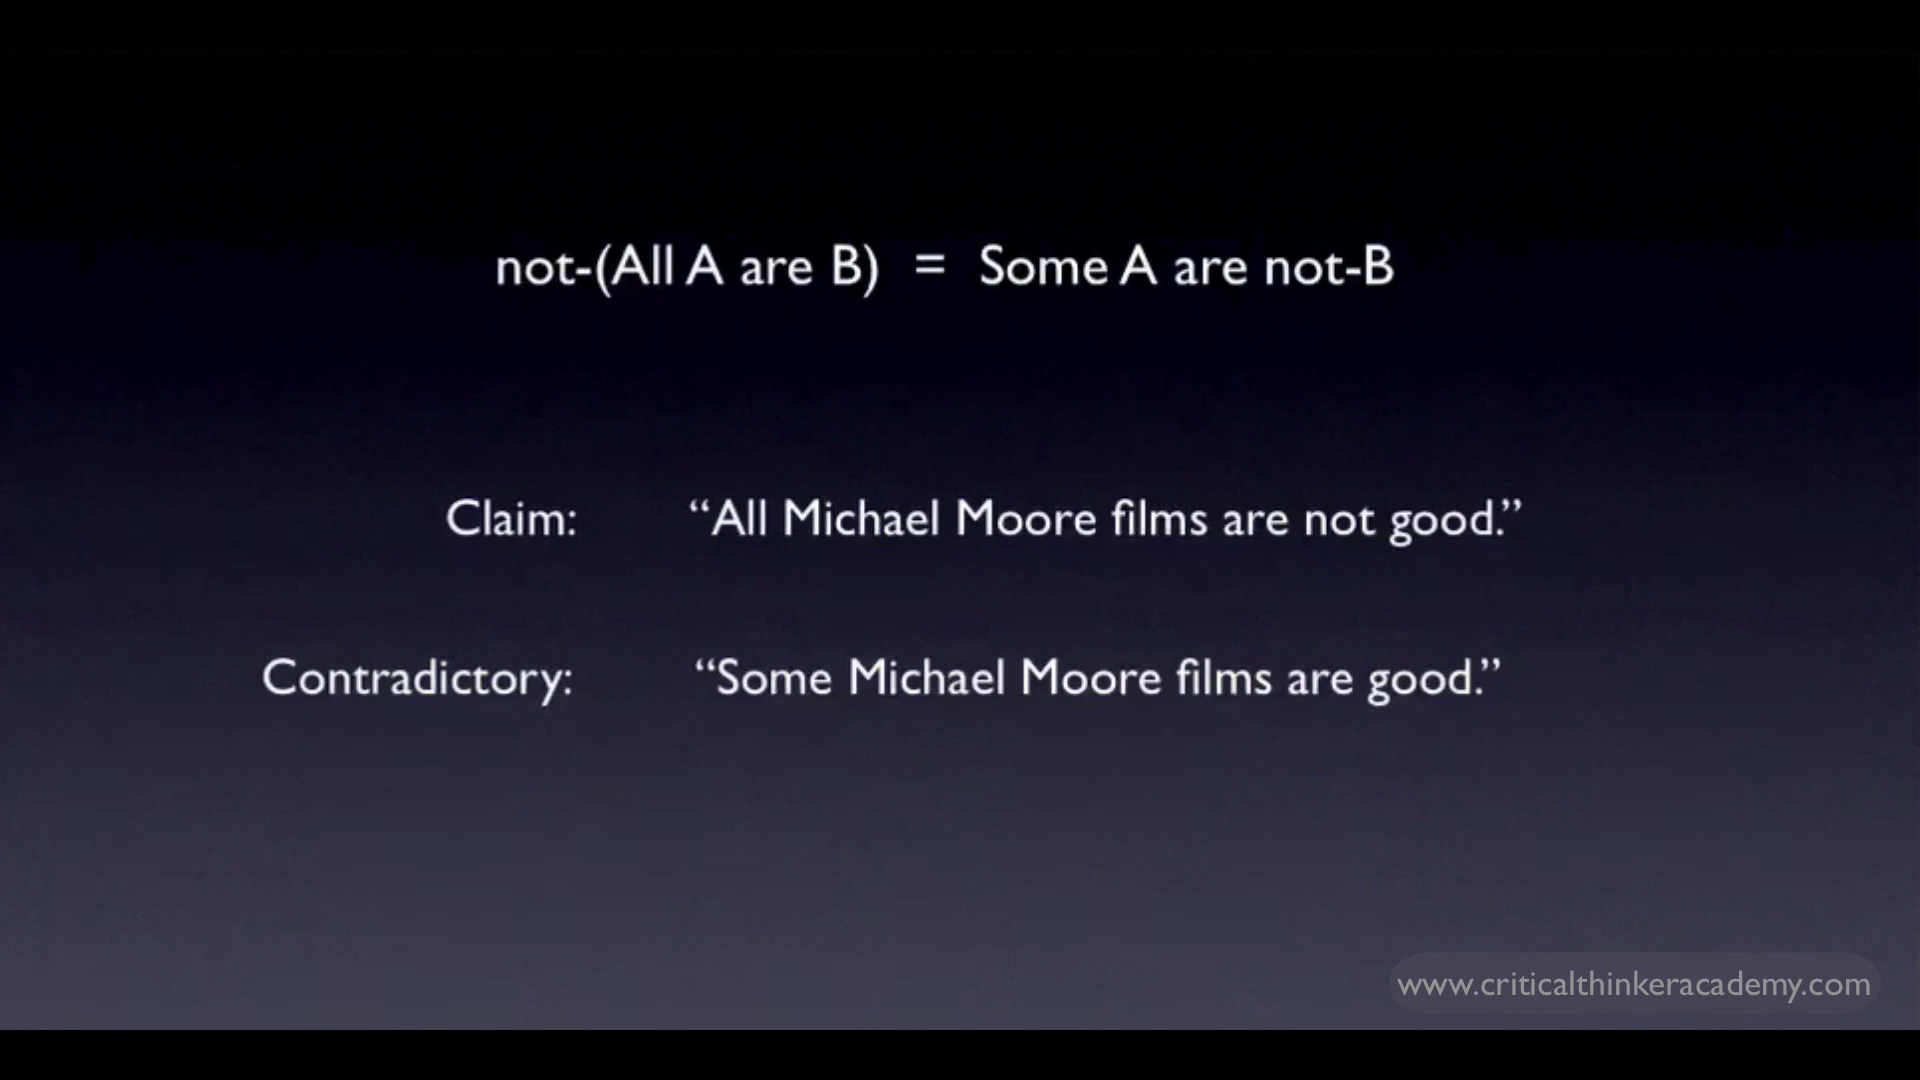 not-(All A are B) = Some A are not-B
Claim: “All Michael Moore films are not good.”
Contradictory: “Some Michael Moore films are good.”
www.criticalthinkeracademy.com